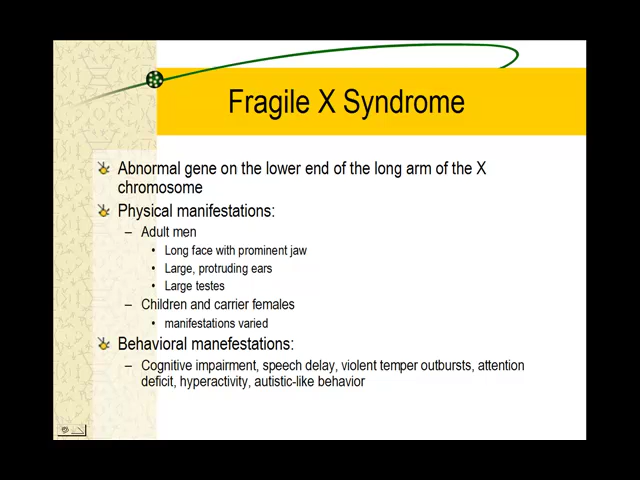 Fragile X Syndrome
Abnormal gene on the lower end of the long arm of the X
chromosome
Physical manifestations:
– Adult men
• Long face with prominent jaw
• Large, protruding ears
• Large testes
– Children and carrier females
• manifestations varied
Behavioral manefestations:
– Cognitive impairment, speech delay, violent temper outbursts, attention
deficit, hyperactivity, autistic-like behavior